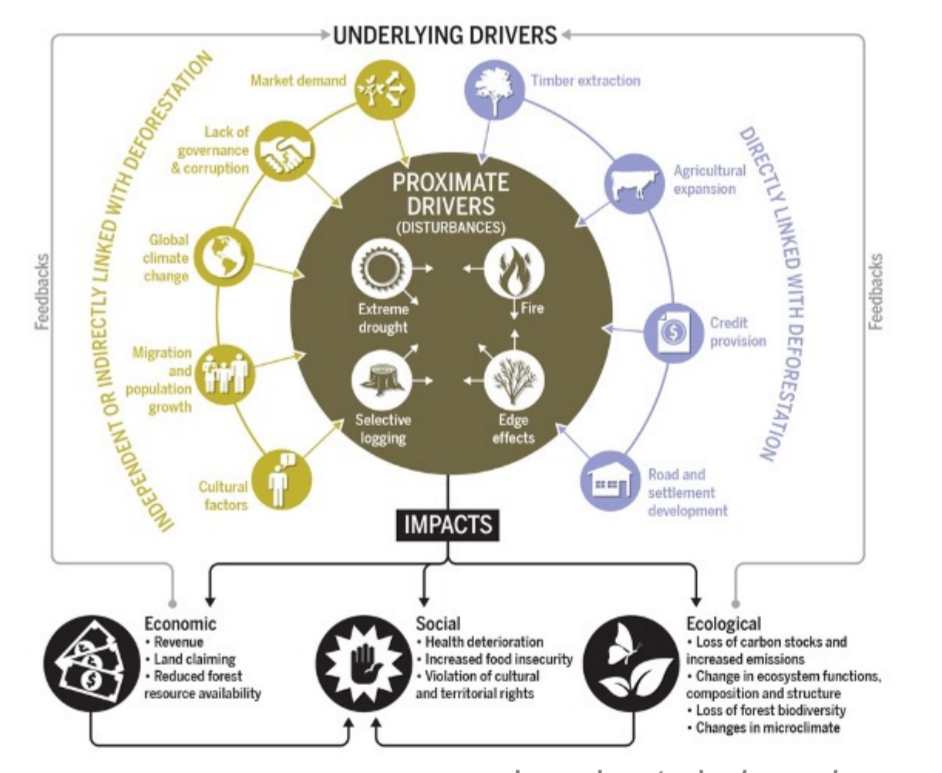 UNDERLYING DRIVERS
INDEPENDENT OR INDIRECTLY LINKED WITH DEFORESTATION
Market demand
Lack of
governance
& corruption
Global
climate
change
Migration
and
population
growth
Cultural
factors
Timber extraction
Agricultural
expansion
Credit
provision
Road and
settlement
development
DIRECTLY LINKED WITH DEFORESTATION
Feedbacks
Feedbacks
PROXIMATE
DRIVERS
(DISTURBANCES)
Extreme
drought
Fire
Selective
logging
Edge
effects
IMPACTS
Economic
• Revenue
• Land claiming
• Reduced forest
resource availability
Social
• Health deterioration
• Increased food insecurity
• Violation of cultural
and territorial rights
Ecological
• Loss of carbon stocks and
increased emissions
• Change in ecosystem functions,
composition and structure
• Loss of forest biodiversity
• Changes in microclimate